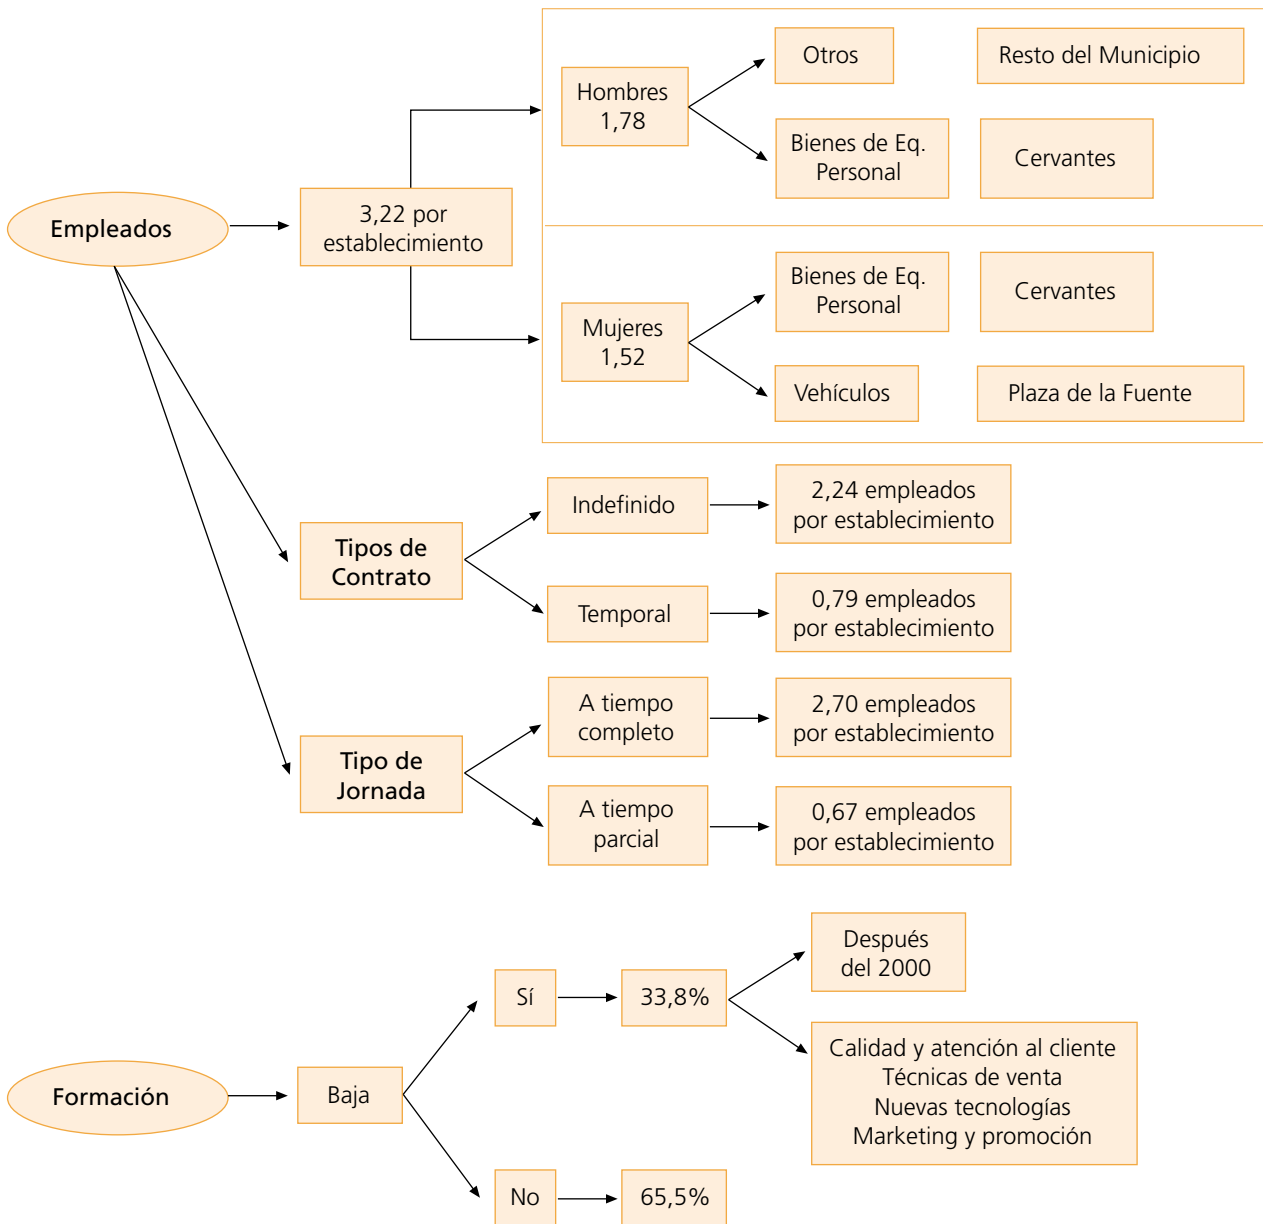 Otros
Resto del Municipio
Hombres
1,78
Bienes de Eq.
Personal
Cervantes
Empleados
3,22 por
establecimiento
Bienes de Eq.
Personal
Cervantes
Mujeres
1,52
Vehículos
Plaza de la Fuente
Tipos de
Contrato
Indefinido
2,24 empleados
por establecimiento
Temporal
0,79 empleados
por establecimiento
Tipo de
Jornada
A tiempo
completo
2,70 empleados
por establecimiento
A tiempo
parcial
0,67 empleados
por establecimiento
Formación
Baja
Sí
33,8%
Después
del 2000
Calidad y atención al cliente
Técnicas de venta
Nuevas tecnologías
Marketing y promoción
No
65,5%